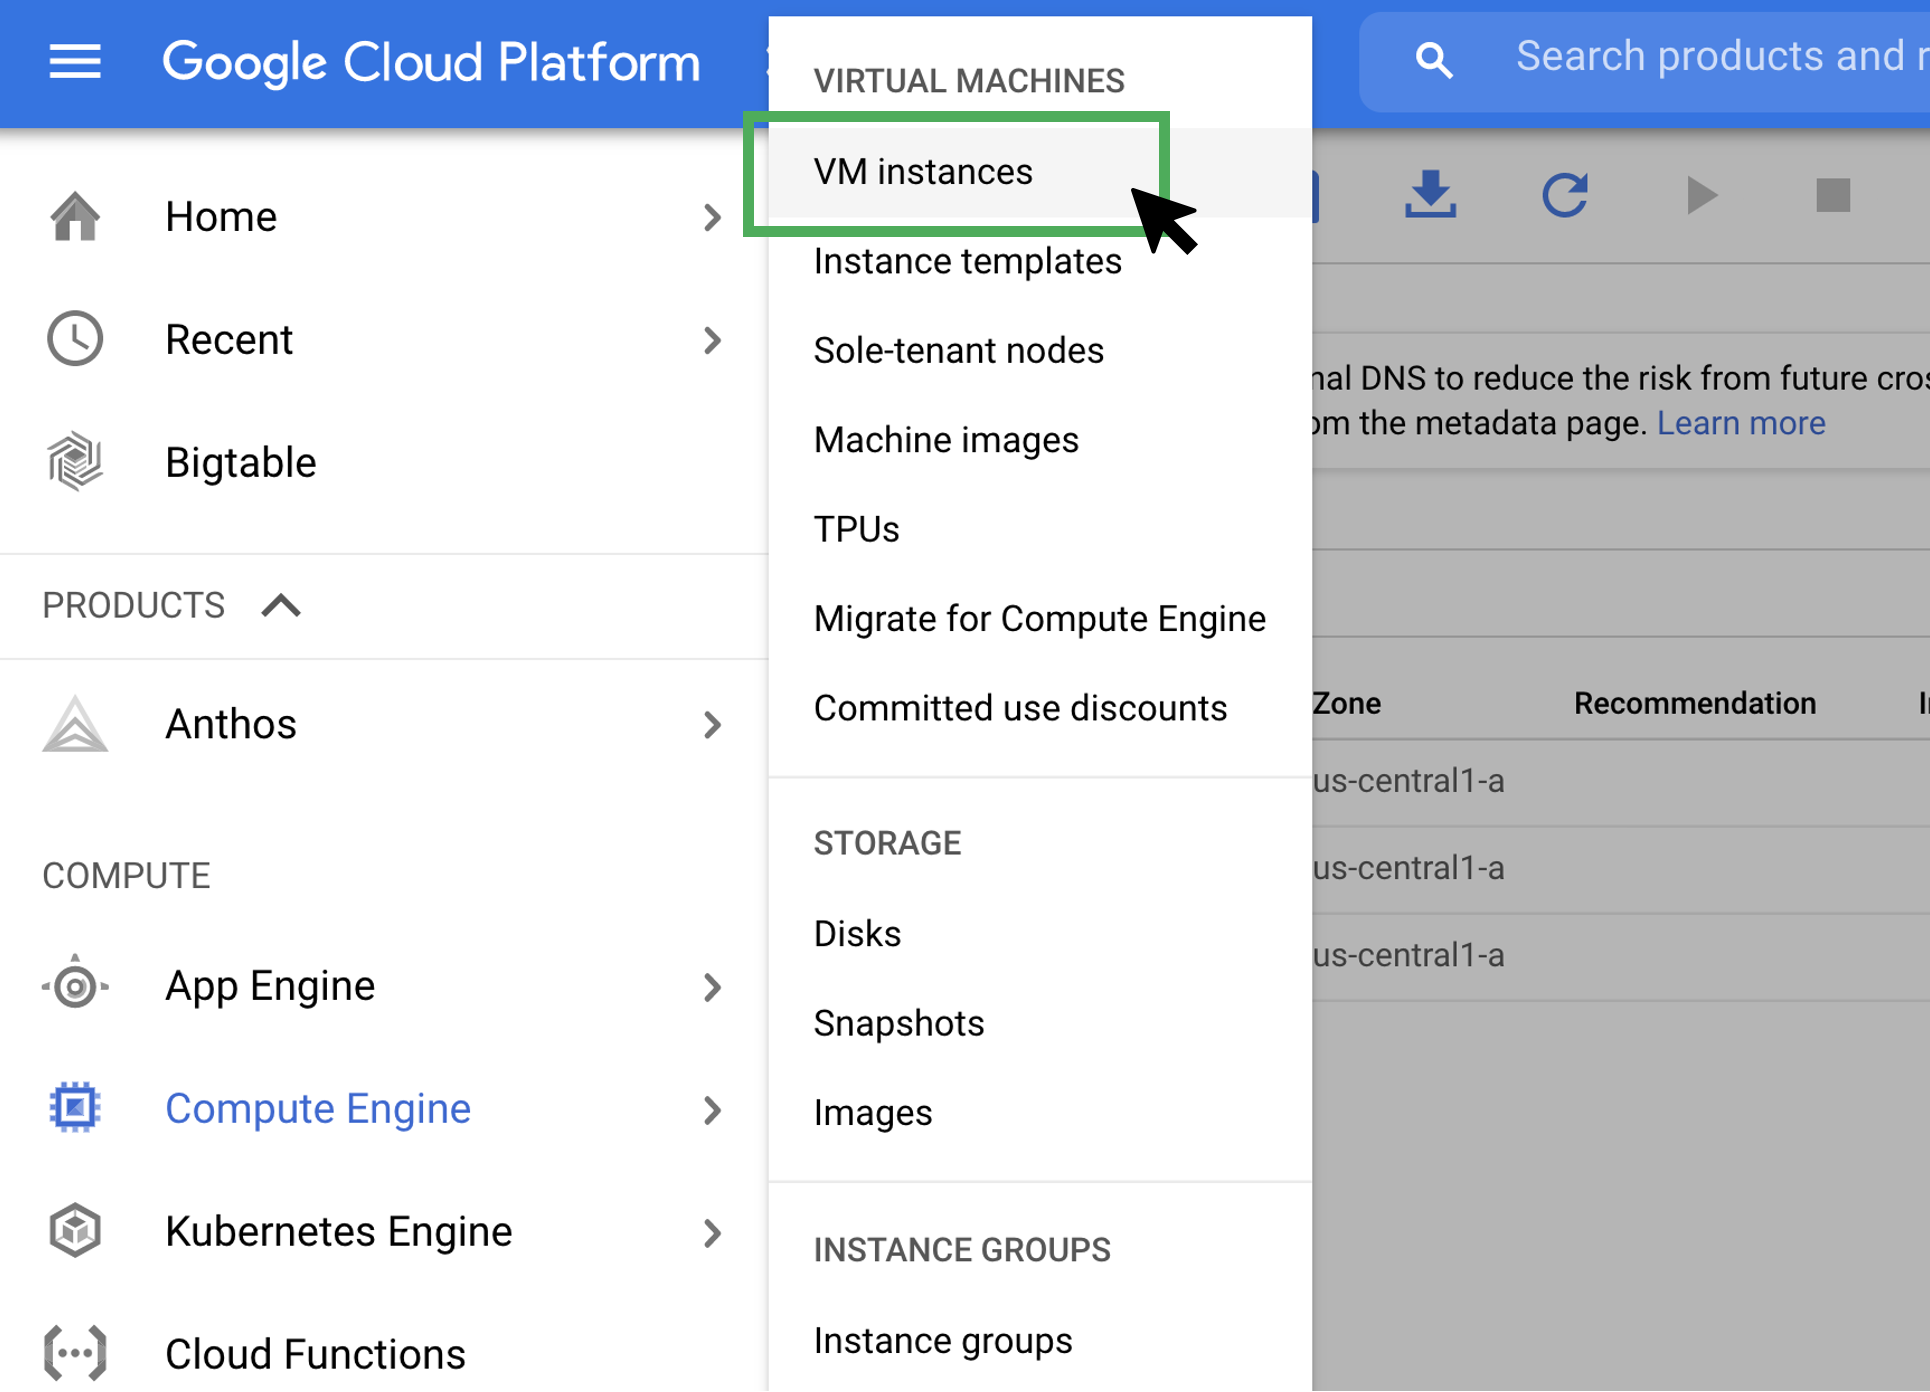 Google Cloud Platform
Search products and
Home
Recent
Bigtable
PRODUCTS
Anthos
COMPUTE
App Engine
Compute Engine
Kubernetes Engine
Cloud Functions
VIRTUAL MACHINES
VM instances
Instance templates
Sole-tenant nodes
Machine images
TPUs
Migrate for Compute Engine
Committed use discounts
STORAGE
Disks
Snapshots
Images
INSTANCE GROUPS
Instance groups
DNS to reduce the risk from future
the metadata page. Learn more
Zone Recommendation
us-central1-a
us-central1-a
us-central1-a